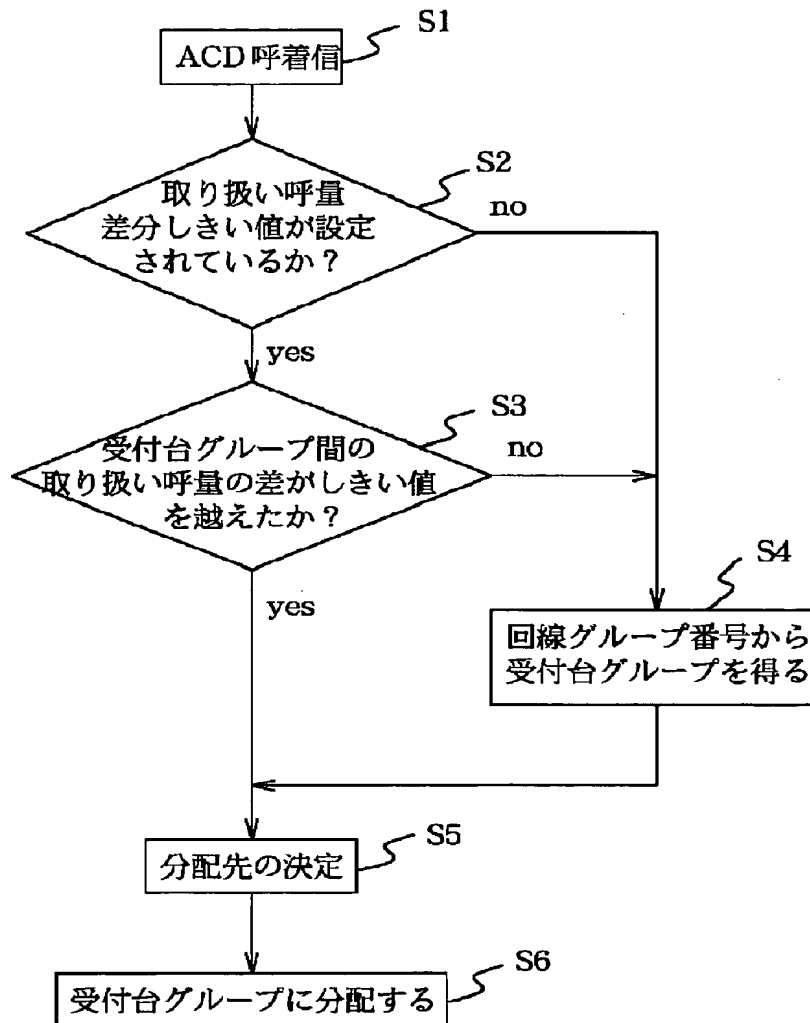 S1
ACD呼着信
S2
取り扱い呼量
差分しきい値が設定
されているか？
no
yes
S3
受付台グループ間の
取り扱い呼量の差がしきい値
を越えたか？
no
yes
S4
回線グループ番号から
受付台グループを得る
S5
分配先の決定
S6
受付台グループに分配する